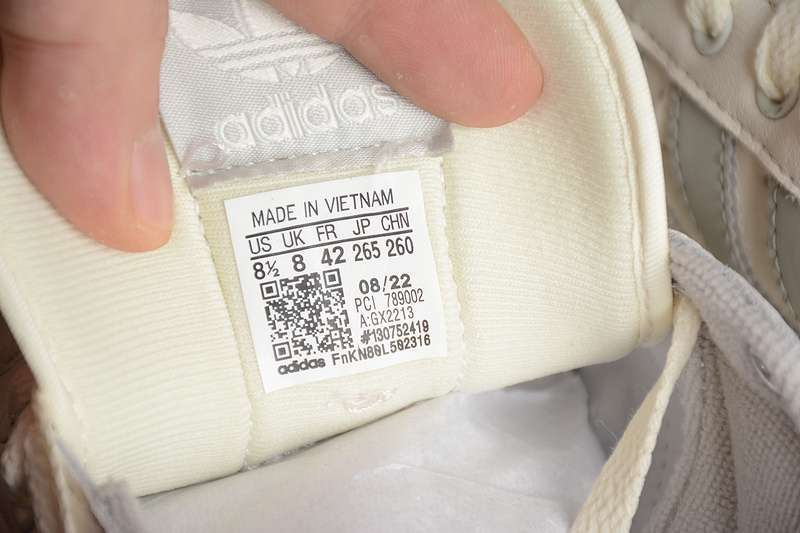 adidas
MADE IN VIETNAM
US UK FR JP CHN
8½ 8 42 265 260
08/22
PCI 789002
A:GX2213
#130752419
adidas FnKN80L502316